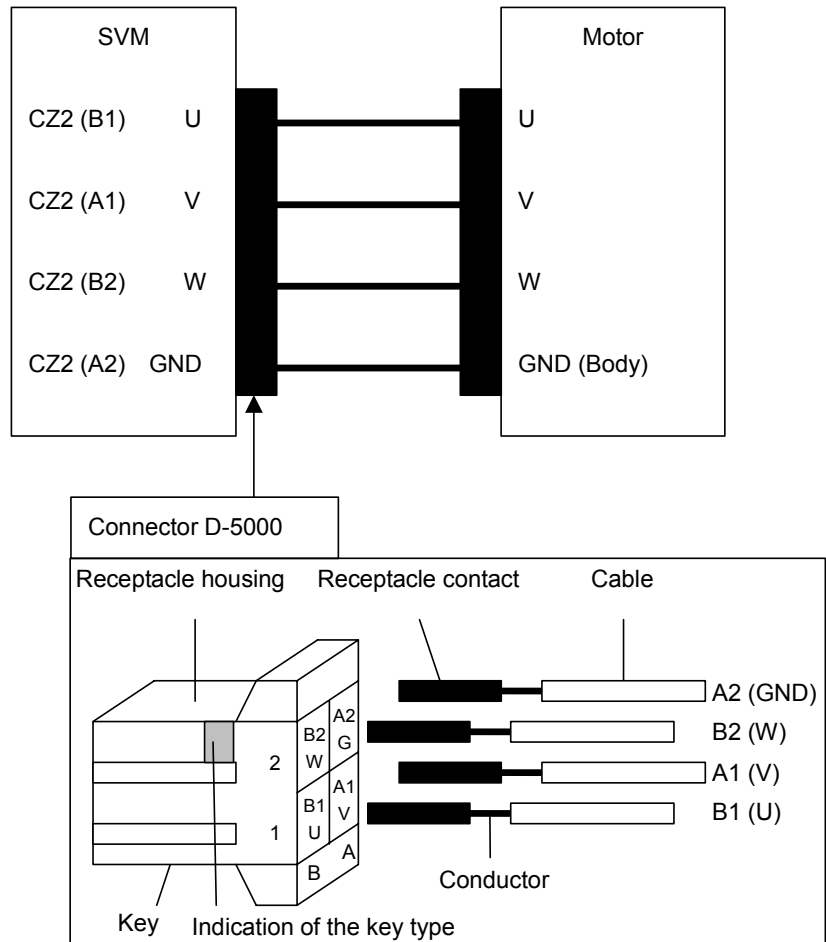 SVM
Motor
CZ2 (B1) U
U
CZ2 (A1) V
V
CZ2 (B2) W
W
CZ2 (A2) GND
GND (Body)
Connector D-5000
Receptacle housing
Receptacle contact
Cable
A2 (GND)
B2 (W)
A1 (V)
B1 (U)
2
B2
W
A2
G
1
B1
U
A1
V
B
A
Conductor
Key
Indication of the key type